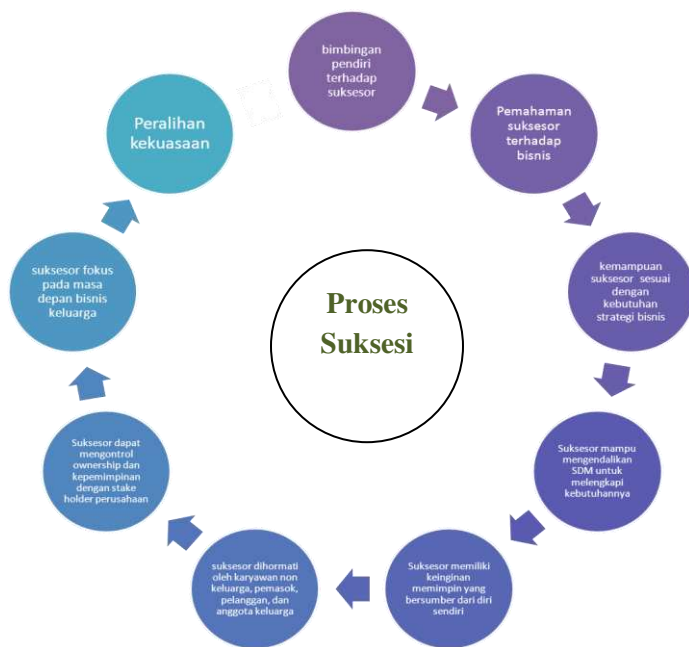 bimbingan
pendiri
terhadap
suksesor
Pemahaman
suksesor
terhadap
bisnis
kemampuan
suksesor sesuai
dengan
kebutuhan
strategi bisnis
Suksesor mampu
mengendalikan
SDM untuk
melengkapi
kebutuhannya
Suksesor memiliki
keinginan
memimpin yang
bersumber dari diri
sendiri
suksesor dihormati
oleh karyawan non
keluarga, pemasok,
pelanggan, dan
anggota keluarga
Suksesor dapat
mengontrol
ownership dan
kepemimpinan
dengan stake
holder perusahaan
suksesor fokus
pada masa
depan bisnis
keluarga
Peralihan
kekuasaan
Proses
Suksesi